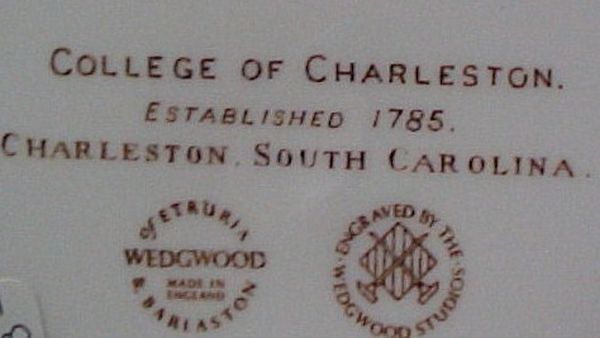 COLLEGE OF CHARLESTON.
ESTABLISHED 1785.
CHARLESTON. SOUTH CAROLINA.
of ETRURIA
WEDGWOOD
MADE IN
ENGLAND
& BARLASTON
ENGRAVED BY THE
WEDGWOOD STUDIOS